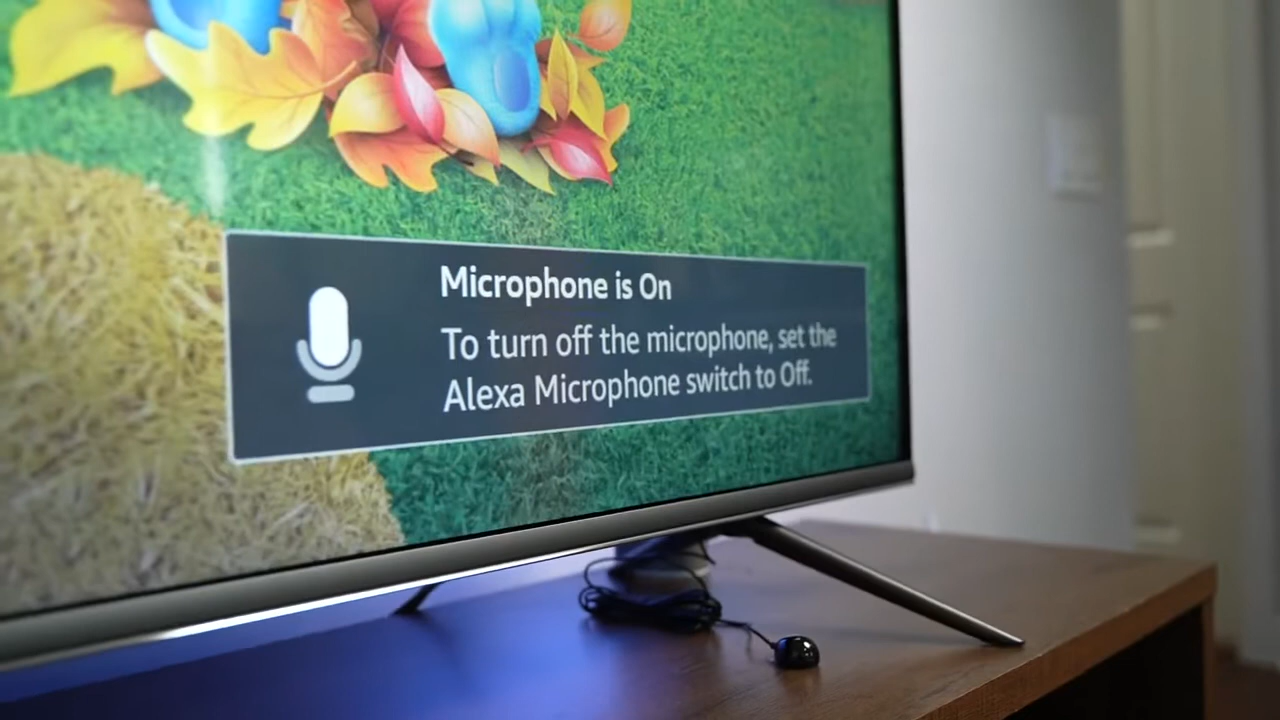 Microphone is On
To turn off the microphone, set the
Alexa Microphone switch to Off.